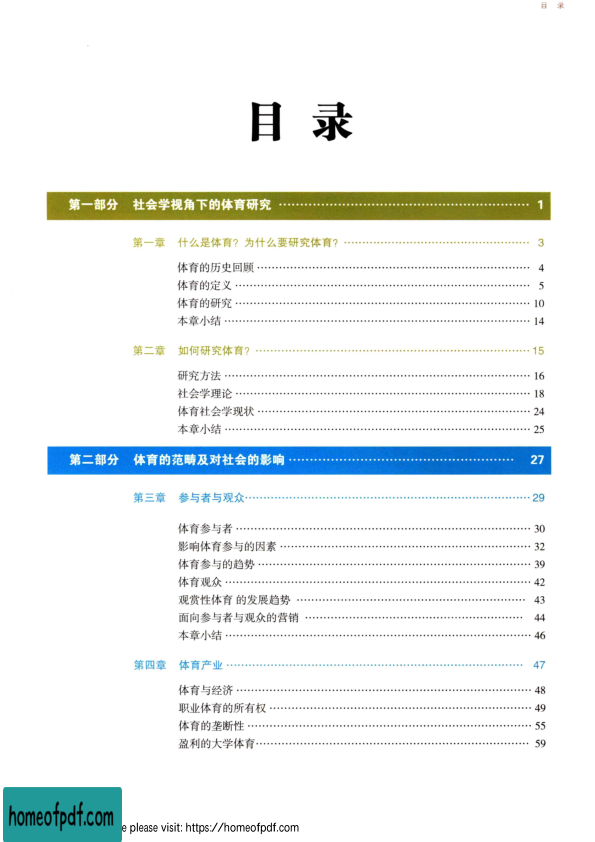 目 录
目 录
第一部分 社会学视角下的体育研究 …… 1
第一章 什么是体育？为什么要研究体育？ …… 3
体育的历史回顾 …… 4
体育的定义 …… 5
体育的研究 …… 10
本章小结 …… 14
第二章 如何研究体育？ …… 15
研究方法 …… 16
社会学理论 …… 18
体育社会学现状 …… 24
本章小结 …… 25
第二部分 体育的范畴及对社会的影响 …… 27
第三章 参与者与观众 …… 29
体育参与者 …… 30
影响体育参与的因素 …… 32
体育参与的趋势 …… 39
体育观众 …… 42
观赏性体育 的发展趋势 …… 43
面向参与者与观众的营销 …… 44
本章小结 …… 46
第四章 体育产业 …… 47
体育与经济 …… 48
职业体育的所有权 …… 49
体育的垄断性 …… 55
盈利的大学体育 …… 59
homeofpdf.com
e please visit: https://homeofpdf.com